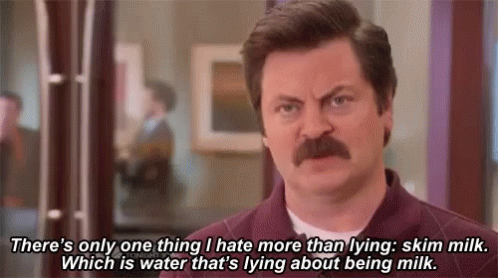 There's only one thing I hate more than lying: skim milk.
Which is water that's lying about being milk.